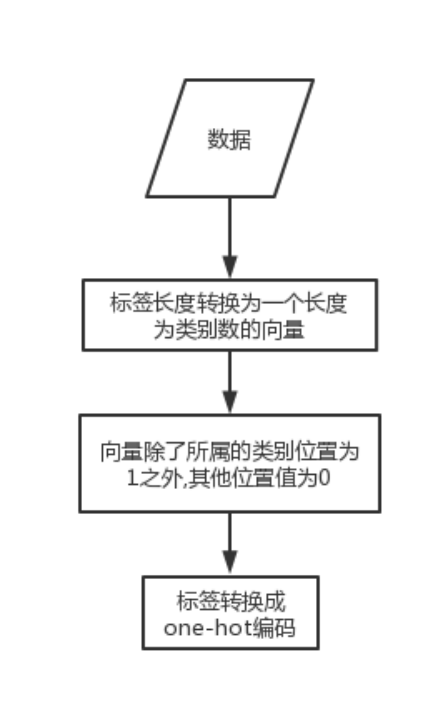 数据
标签长度转换为一个长度
为类别数的向量
向量除了所属的类别位置为
1之外,其他位置值为0
标签转换成
one-hot编码